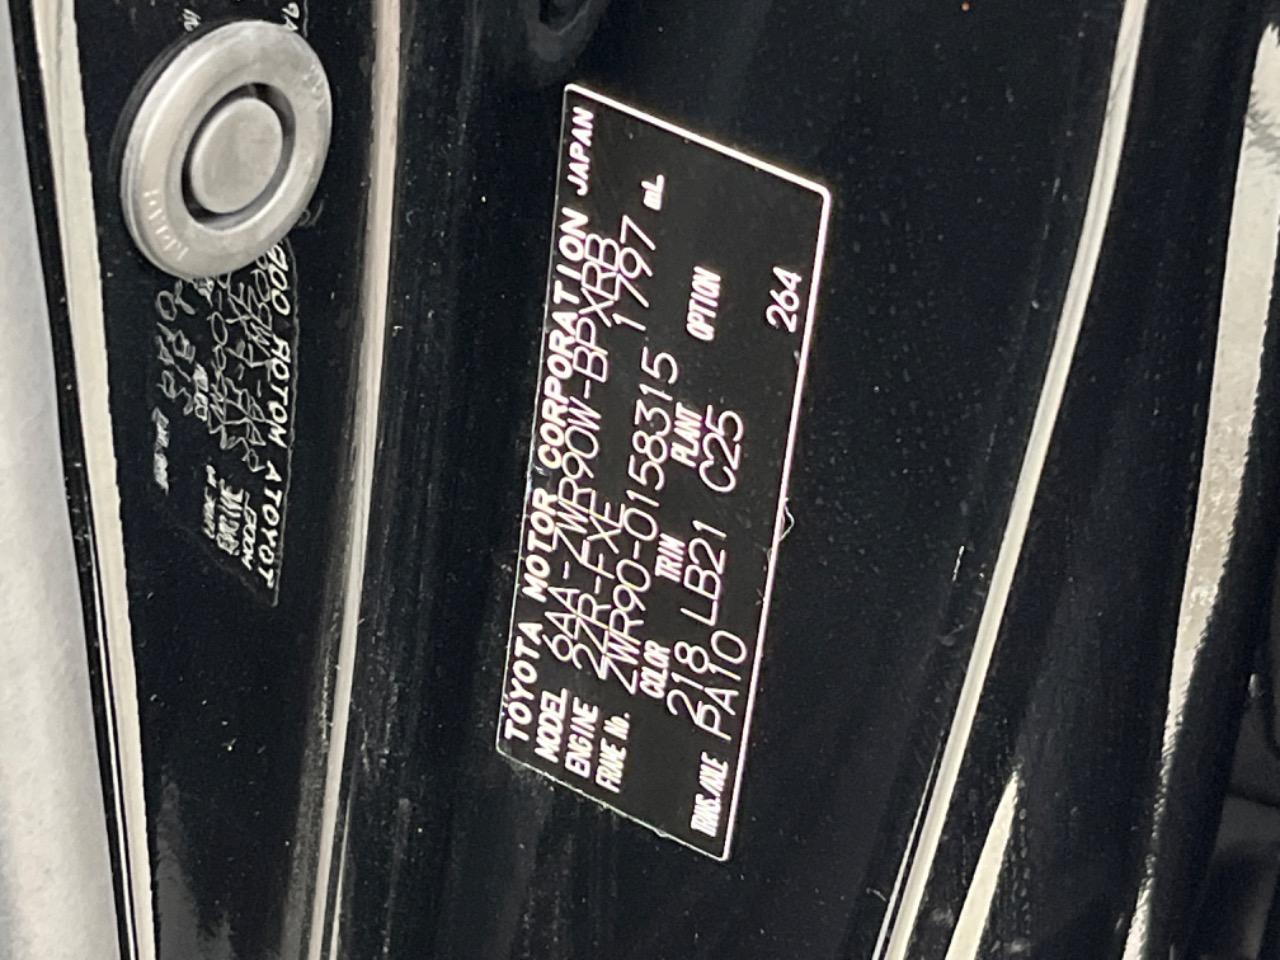 TOYOTA MOTOR CORPORATION JAPAN
MODEL 6AA-ZWR90W-BPXRB
ENGINE 2ZR-FXE 1797 mL
FRAME No. ZWR90-0158315
COLOR TRIM PLANT OPTION
218 LB21 C25
TRANS./AXLE PA10 264